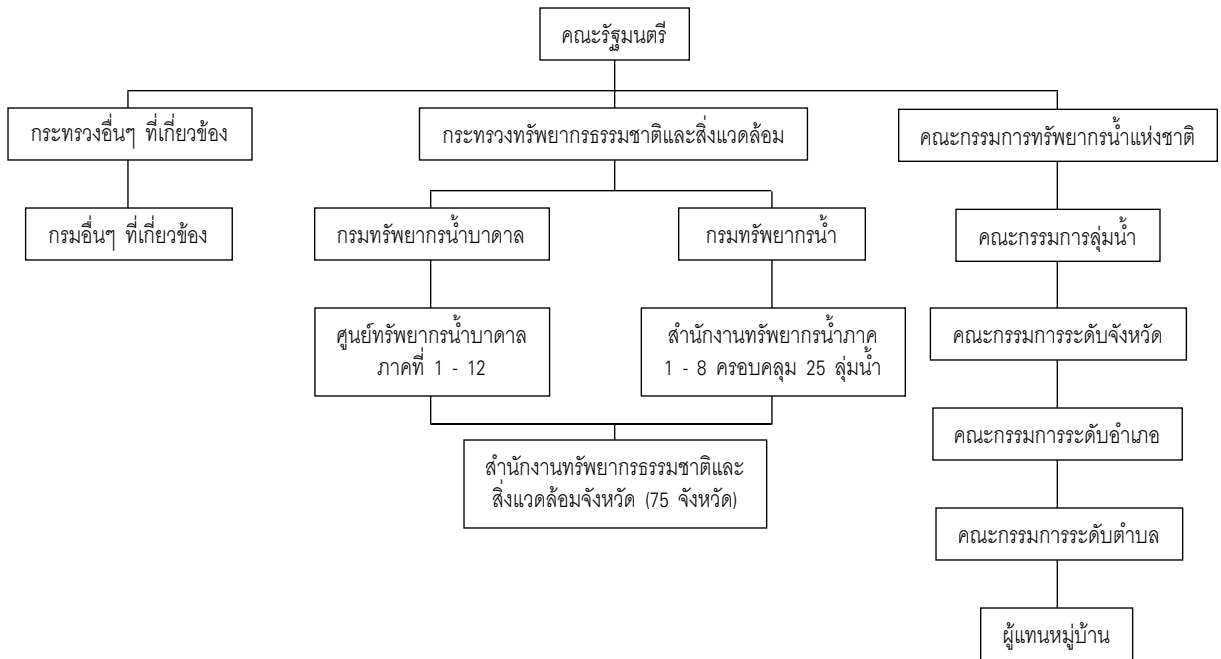 คณะรัฐมนตรี
กระทรวงอื่นๆ ที่เกี่ยวข้อง
กระทรวงทรัพยากรธรรมชาติและสิ่งแวดล้อม
คณะกรรมการทรัพยากรน้ำแห่งชาติ
กรมอื่นๆ ที่เกี่ยวข้อง
กรมทรัพยากรน้ำบาดาล
กรมทรัพยากรน้ำ
คณะกรรมการลุ่มน้ำ
ศูนย์ทรัพยากรน้ำบาดาล
ภาคที่ 1 - 12
สำนักงานทรัพยากรน้ำภาค
1 - 8 ครอบคลุม 25 ลุ่มน้ำ
คณะกรรมการระดับจังหวัด
คณะกรรมการระดับอำเภอ
สำนักงานทรัพยากรธรรมชาติและ
สิ่งแวดล้อมจังหวัด (75 จังหวัด)
คณะกรรมการระดับตำบล
ผู้แทนหมู่บ้าน